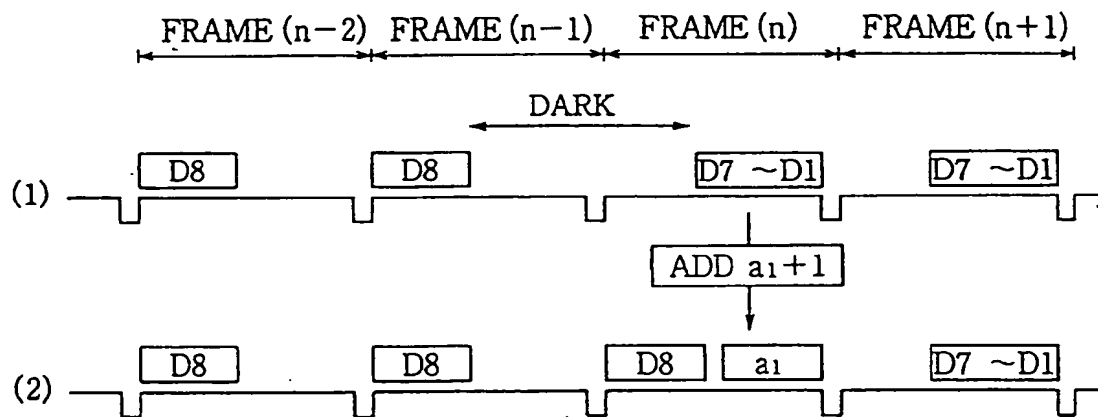 FRAME (n−2) FRAME (n−1) FRAME (n) FRAME (n+1)
DARK
D8 D8 D7 ~D1 D7 ~D1
(1)
ADD a₁+1
D8 D8 D8 a₁ D7 ~D1
(2)